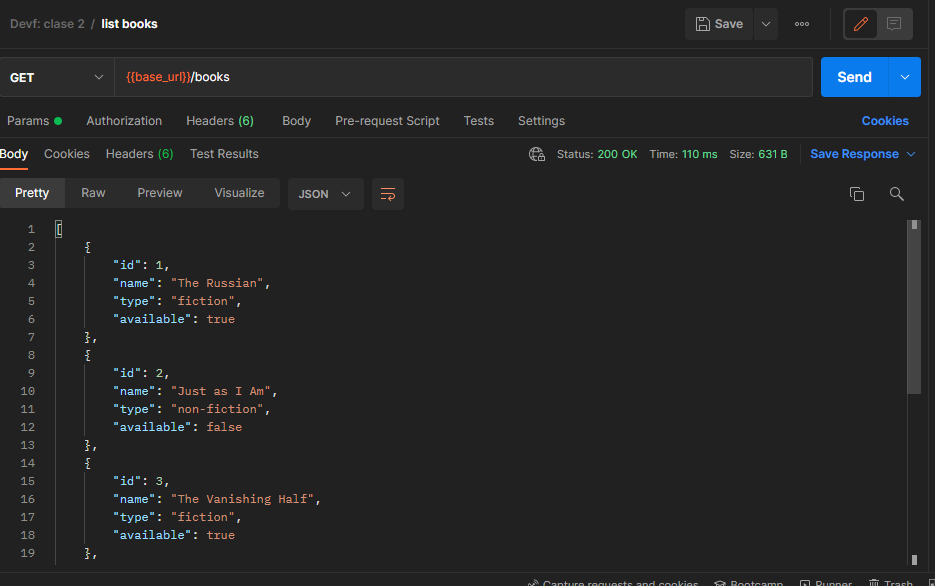 Devf: clase 2 / list books Save
GET {{base_url}}/books Send
Params Authorization Headers (6) Body Pre-request Script Tests Settings Cookies
Body Cookies Headers (6) Test Results Status: 200 OK Time: 110 ms Size: 631 B Save Response
Pretty Raw Preview Visualize JSON
1 [
2 {
3 "id": 1,
4 "name": "The Russian",
5 "type": "fiction",
6 "available": true
7 },
8 {
9 "id": 2,
10 "name": "Just as I Am",
11 "type": "non-fiction",
12 "available": false
13 },
14 {
15 "id": 3,
16 "name": "The Vanishing Half",
17 "type": "fiction",
18 "available": true
19 },
Capture requests and cookies Bootcamp Runner Trash